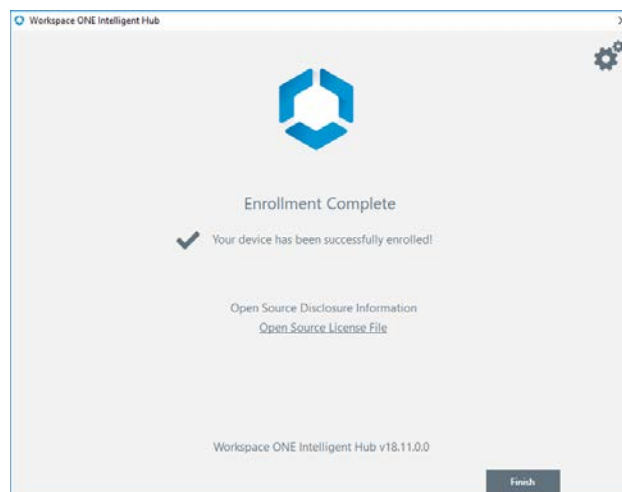 Workspace ONE Intelligent Hub
Enrollment Complete
Your device has been successfully enrolled!
Open Source Disclosure Information
Open Source License File
Workspace ONE Intelligent Hub v18.11.0.0
Finish